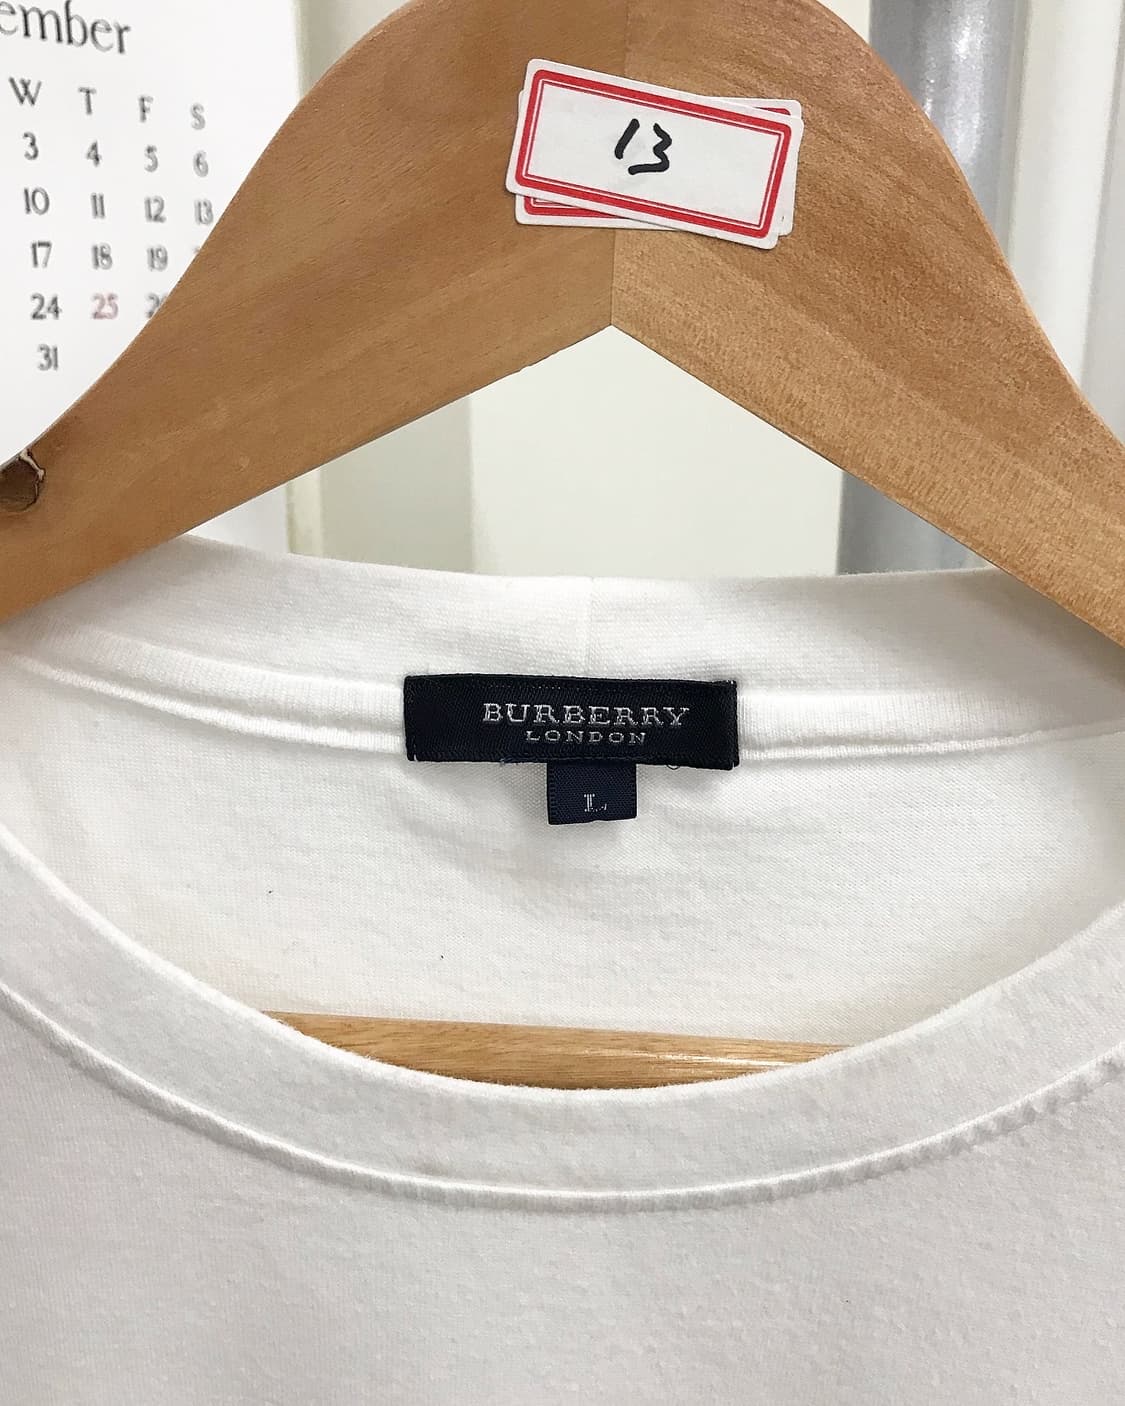 ember
W T F S
3 4 5 6
10 11 12 13
17 18 19
24 25
31
13
BURBERRY
LONDON
L